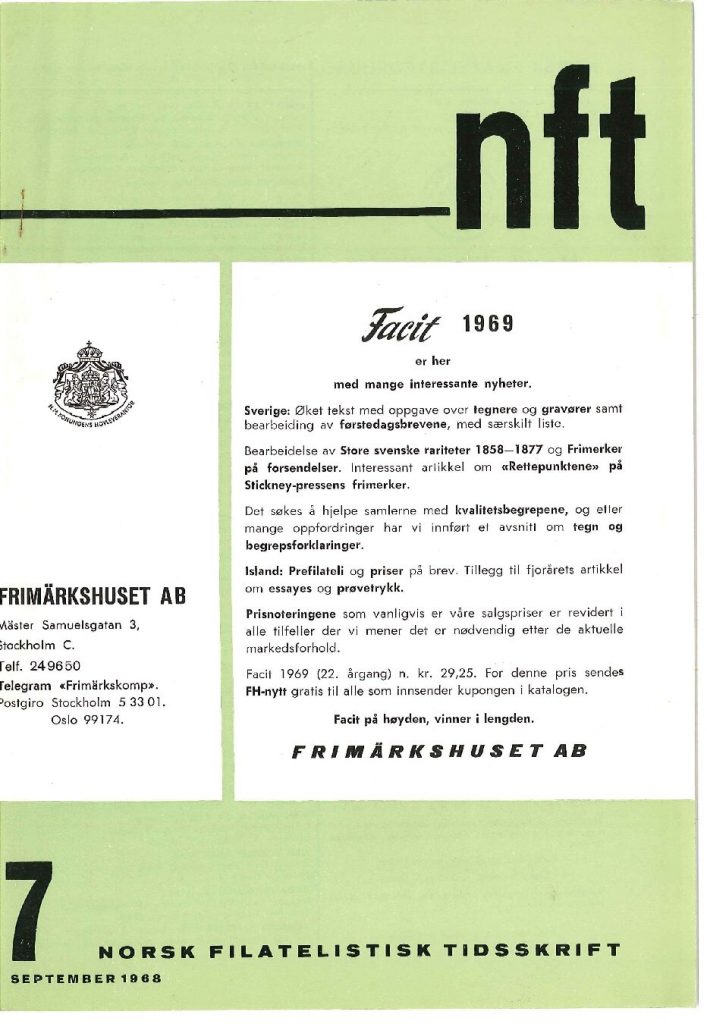 nft
H.M. KONUNGENS HOVLEVERANTÖR
FRIMÄRKSHUSET AB
Mäster Samuelsgatan 3,
Stockholm C.
Telf. 249650
Telegram «Frimärkskomp».
Postgiro Stockholm 5 33 01.
Oslo 99174.
Facit 1969
er her
med mange interessante nyheter.
Sverige: Øket tekst med oppgave over tegnere og gravører samt
bearbeiding av førstedagsbrevene, med særskilt liste.
Bearbeidelse av Store svenske rariteter 1858—1877 og Frimerker
på forsendelser. Interessant artikkel om «Rettepunktene» på
Stickney-pressens frimerker.
Det søkes å hjelpe samlerne med kvalitetsbegrepene, og etter
mange oppfordringer har vi innført et avsnitt om tegn og
begrepsforklaringer.
Island: Prefilateli og priser på brev. Tillegg til fjorårets artikkel
om essayes og prøvetrykk.
Prisnoteringene som vanligvis er våre salgspriser er revidert i
alle tilfeller der vi mener det er nødvendig etter de aktuelle
markedsforhold.
Facit 1969 (22. årgang) n. kr. 29,25. For denne pris sendes
FH-nytt gratis til alle som innsender kupongen i katalogen.
Facit på høyden, vinner i lengden.
FRIMÄRKSHUSET AB
7
NORSK FILATELISTISK TIDSSKRIFT
SEPTEMBER 1968